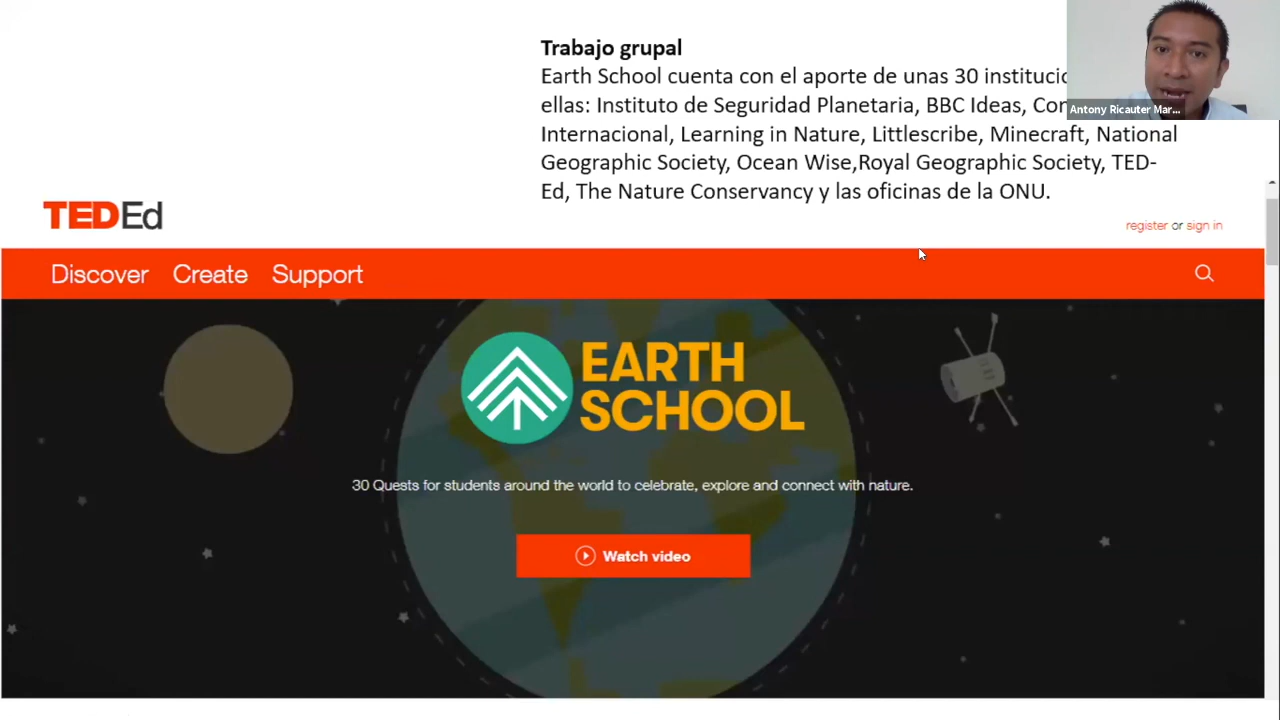 Trabajo grupal
Earth School cuenta con el aporte de unas 30
ellas: Instituto de Seguridad Planetaria, BBC Ideas,
Antony Ricauter Mar...
Internacional, Learning in Nature, Littlescribe, Minecraft, National
Geographic Society, Ocean Wise,Royal Geographic Society, TED-
Ed, The Nature Conservancy y las oficinas de la ONU.
TEDEd
register or sign in
Discover Create Support
EARTH
SCHOOL
30 Quests for students around the world to celebrate, explore and connect with nature.
Watch video